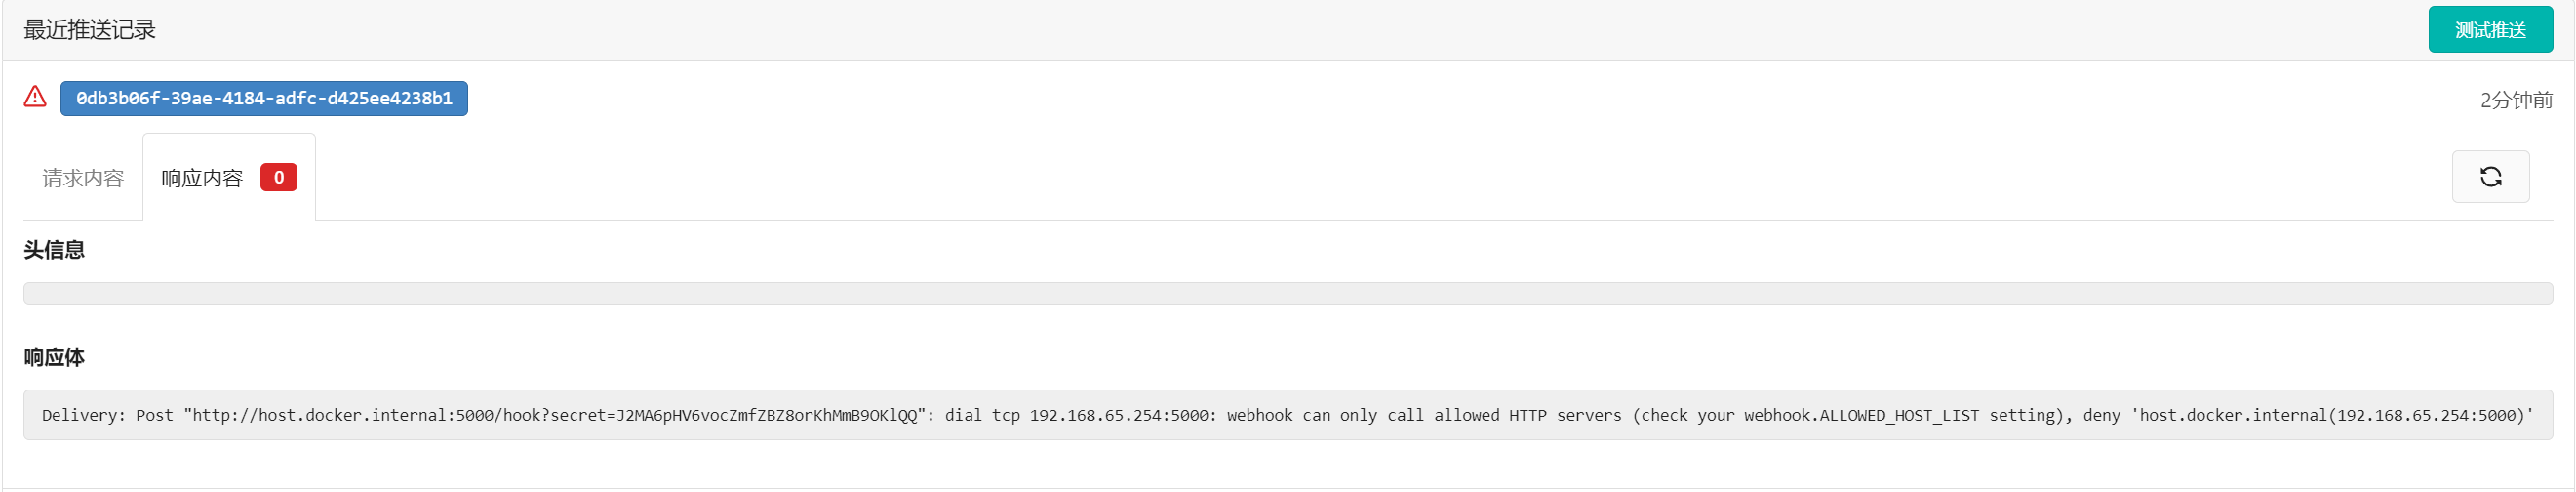 最近推送记录
测试推送
0db3b06f-39ae-4184-adfc-d425ee4238b1
2分钟前
请求内容
响应内容 0
头信息
响应体
Delivery: Post "http://host.docker.internal:5000/hook?secret=J2MA6pHV6vocZmfZBZ8orKhMmB9OKlQQ": dial tcp 192.168.65.254:5000: webhook can only call allowed HTTP servers (check your webhook.ALLOWED_HOST_LIST setting), deny 'host.docker.internal(192.168.65.254:5000)'